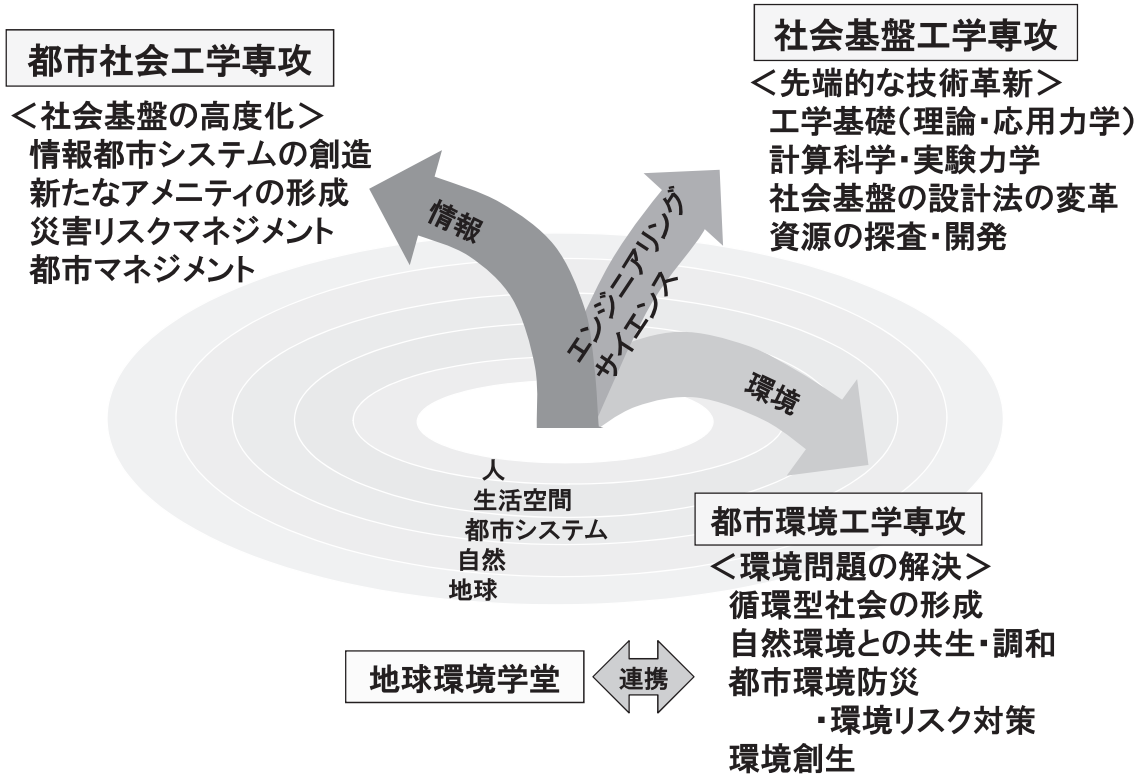 都市社会工学専攻
＜社会基盤の高度化＞
情報都市システムの創造
新たなアメニティの形成
災害リスクマネジメント
都市マネジメント
社会基盤工学専攻
＜先端的な技術革新＞
工学基礎（理論・応用力学）
計算科学・実験力学
社会基盤の設計法の変革
資源の探査・開発
情報
エンジニアリング
サイエンス
環境
人
生活空間
都市システム
自然
地球
都市環境工学専攻
＜環境問題の解決＞
循環型社会の形成
自然環境との共生・調和
都市環境防災
・環境リスク対策
環境創生
地球環境学堂
連携